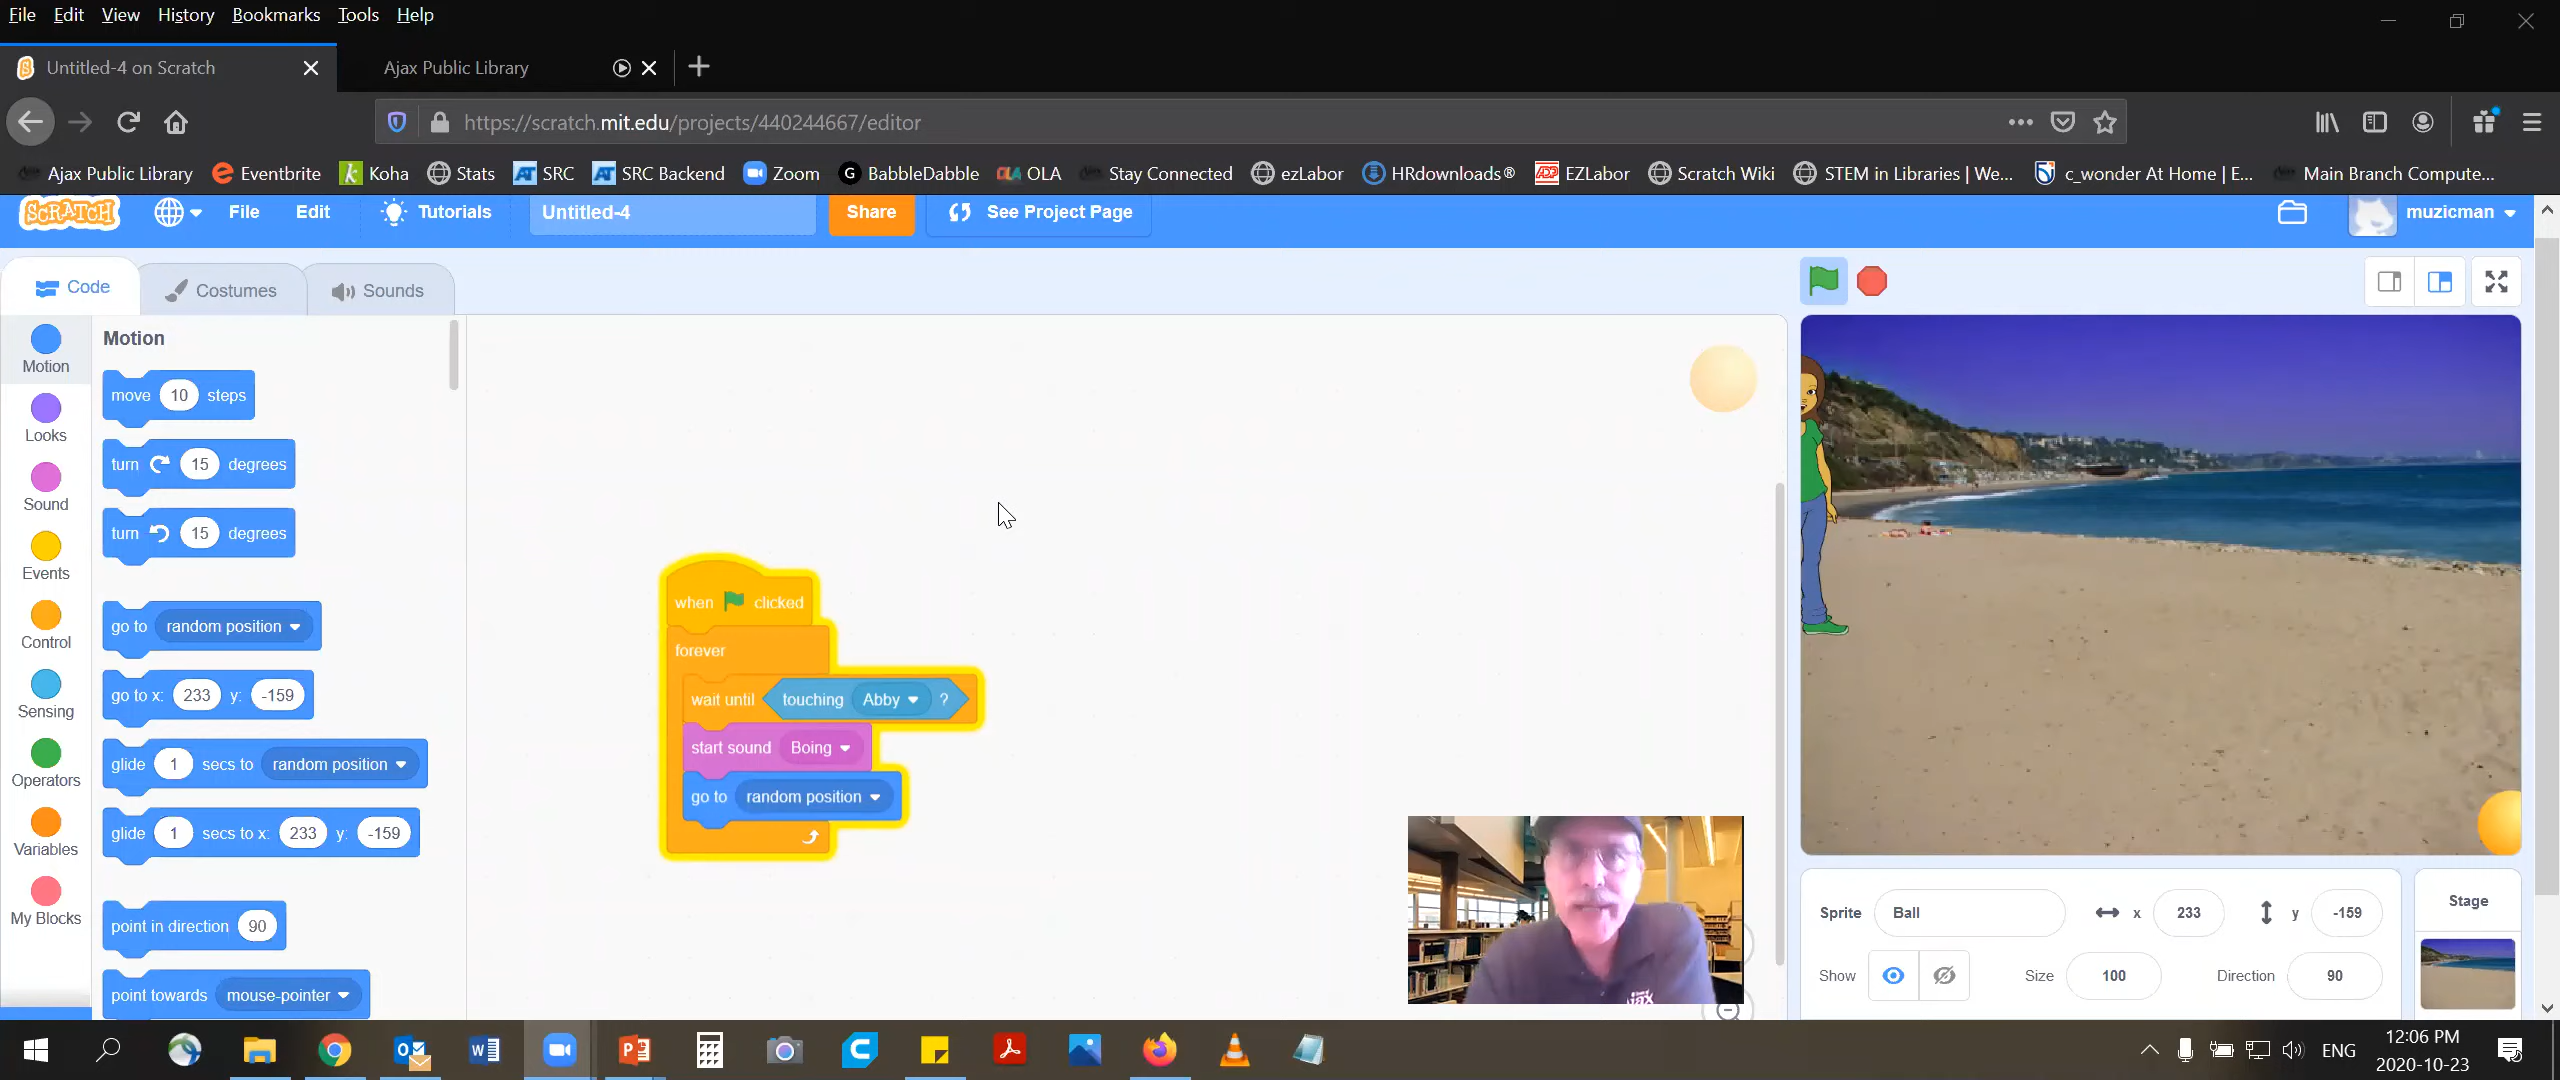 File Edit View History Bookmarks Tools Help
Untitled-4 on Scratch
Ajax Public Library
https://scratch.mit.edu/projects/440244667/editor
Ajax Public Library Eventbrite Koha Stats SRC SRC Backend Zoom BabbleDabble OLA Stay Connected ezLabor HRdownloads® EZLabor Scratch Wiki STEM in Libraries | We... c_wonder At Home | E... Main Branch Compute...
SCRATCH File Edit Tutorials Untitled-4 Share See Project Page muzicman
Code Costumes Sounds
Motion
Looks
Sound
Events
Control
Sensing
Operators
Variables
My Blocks
Motion
move 10 steps
turn 15 degrees
turn 15 degrees
go to random position
go to x: 233 y: -159
glide 1 secs to random position
glide 1 secs to x: 233 y: -159
point in direction 90
point towards mouse-pointer
when clicked
forever
wait until touching Abby ?
start sound Boing
go to random position
Sprite Ball x 233 y -159
Show Size 100 Direction 90
Stage
ENG
12:06 PM
2020-10-23